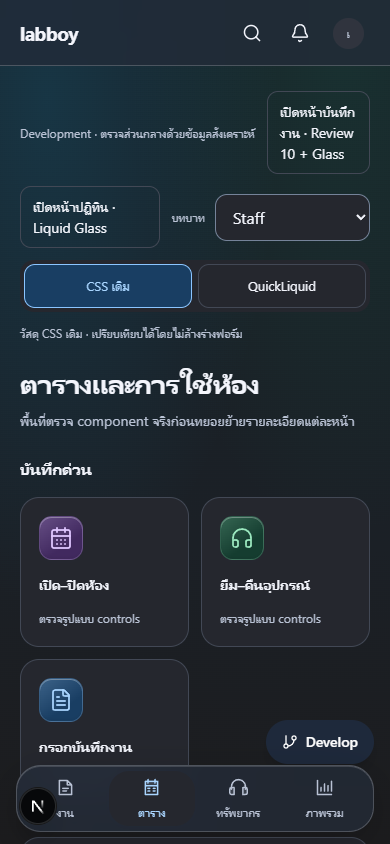 labboy
Development · ตรวจส่วนกลางด้วยข้อมูลสังเคราะห์
เปิดหน้าบันทึก
งาน · Review
10 + Glass
เปิดหน้าปฏิทิน ·
Liquid Glass
บทบาท
Staff
CSS เดิม
QuickLiquid
วัสดุ CSS เดิม · เปรียบเทียบได้โดยไม่ล้างร่างฟอร์ม
ตารางและการใช้ห้อง
พื้นที่ตรวจ component จริงก่อนทยอยย้ายรายละเอียดแต่ละหน้า
บันทึกด่วน
เปิด–ปิดห้อง
ตรวจรูปแบบ controls
ยืม–คืนอุปกรณ์
ตรวจรูปแบบ controls
กรอกบันทึกงาน
Develop
N
งาน
ตาราง
ทรัพยากร
ภาพรวม